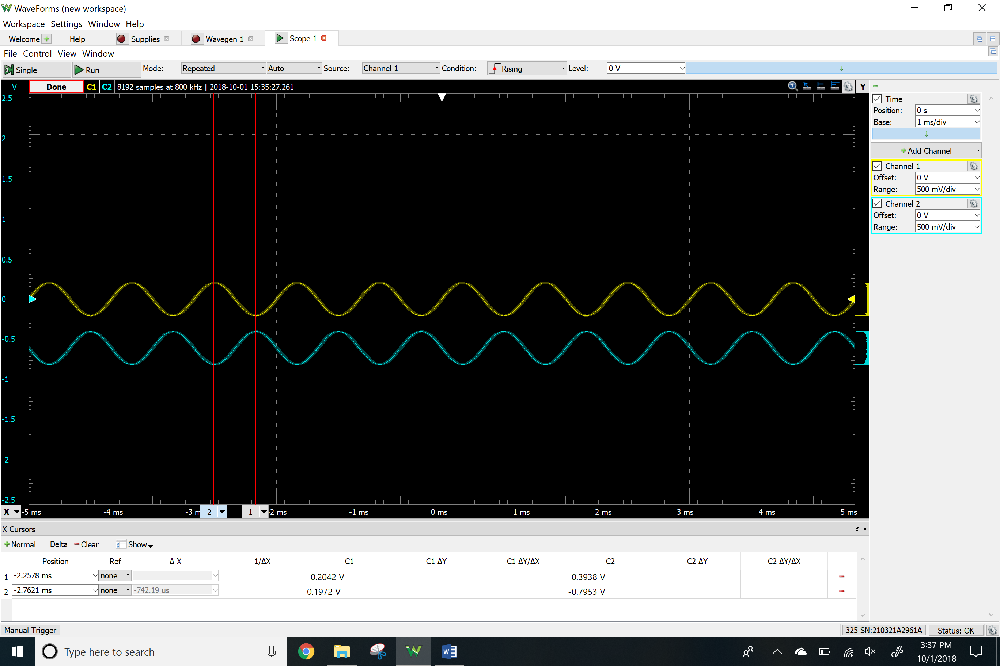 WaveForms (new workspace)
Workspace Settings Window Help
Welcome Help Supplies Wavegen 1 Scope 1
File Control View Window
Single Run Mode: Repeated Auto Source: Channel 1 Condition: Rising Level: 0 V
V Done C1 C2 8192 samples at 800 kHz | 2018-10-01 15:35:27.261 Y
2.5
2
1.5
1
0.5
0
-0.5
-1
-1.5
-2
-2.5
X -5 ms -4 ms -3 m 2 1 -2 ms -1 ms 0 ms 1 ms 2 ms 3 ms 4 ms 5 ms
Time
Position: 0 s
Base: 1 ms/div
Add Channel
Channel 1
Offset: 0 V
Range: 500 mV/div
Channel 2
Offset: 0 V
Range: 500 mV/div
X Cursors
Normal Delta Clear Show
Position Ref Δ X 1/ΔX C1 C1 ΔY C1 ΔY/ΔX C2 C2 ΔY C2 ΔY/ΔX
1 -2.2578 ms none -0.2042 V -0.3938 V
2 -2.7621 ms none -742.19 us 0.1972 V -0.7953 V
Manual Trigger 325 SN:210321A2961A Status: OK
Type here to search 3:37 PM
10/1/2018